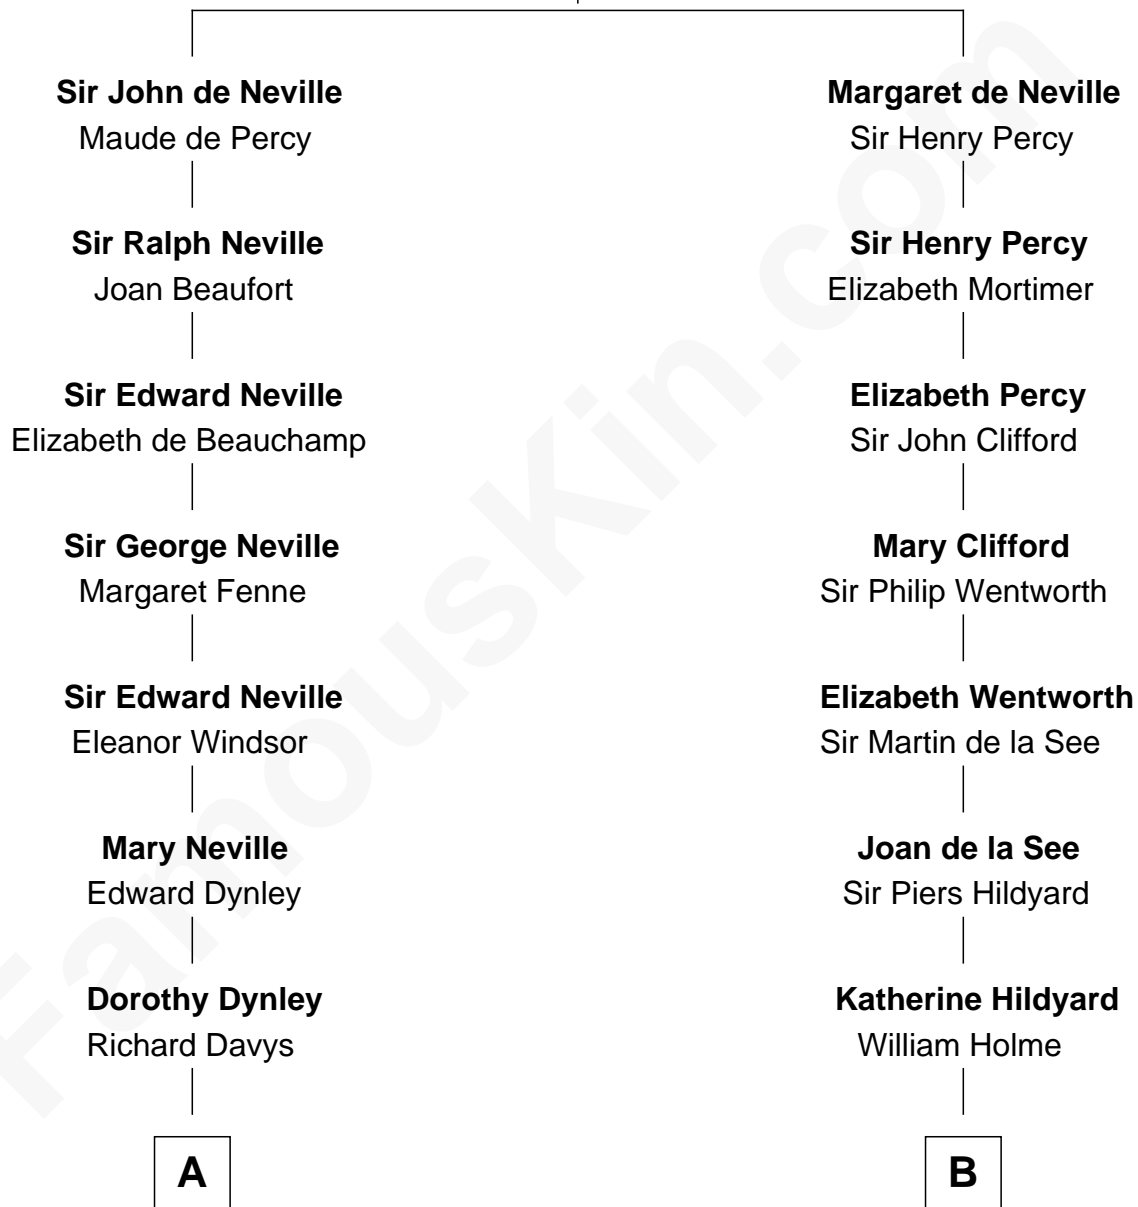 Sir John de Neville
Maude de Percy
Sir Ralph Neville
Joan Beaufort
Sir Edward Neville
Elizabeth de Beauchamp
Sir George Neville
Margaret Fenne
Sir Edward Neville
Eleanor Windsor
Mary Neville
Edward Dynley
Dorothy Dynley
Richard Davys
A
Margaret de Neville
Sir Henry Percy
Sir Henry Percy
Elizabeth Mortimer
Elizabeth Percy
Sir John Clifford
Mary Clifford
Sir Philip Wentworth
Elizabeth Wentworth
Sir Martin de la See
Joan de la See
Sir Piers Hildyard
Katherine Hildyard
William Holme
B
FamousKin.com